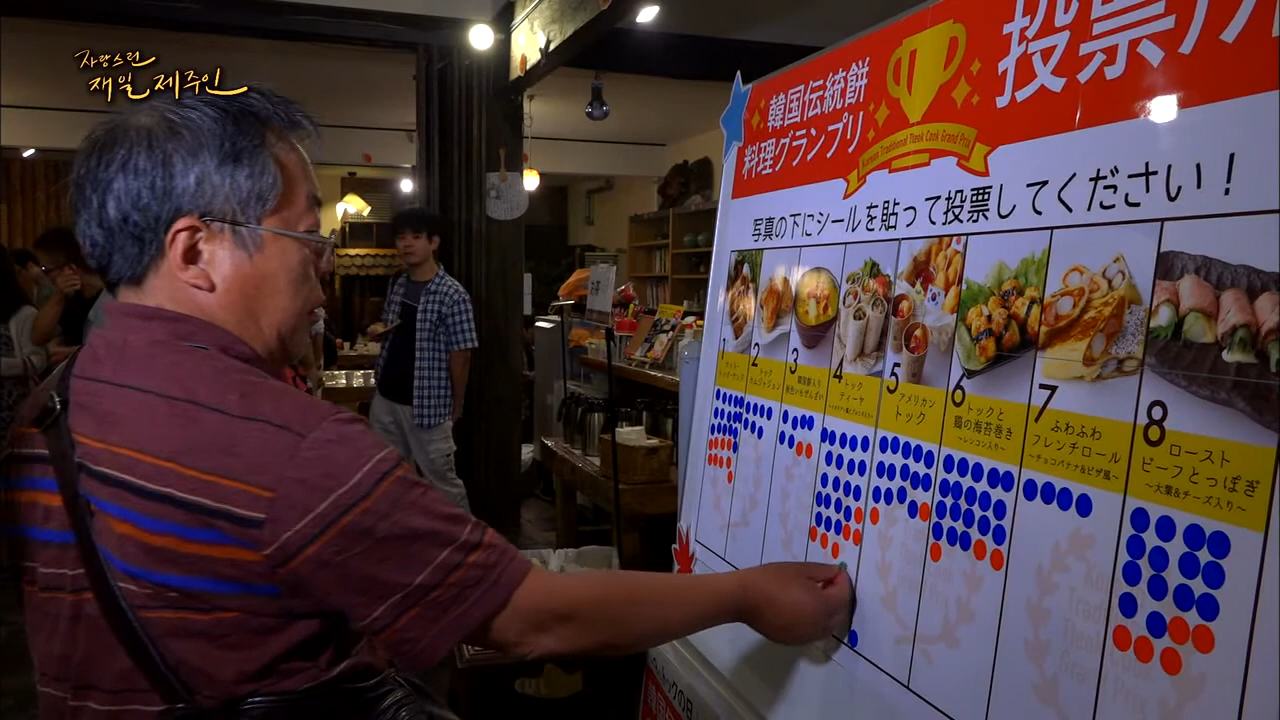 자랑스런
재일 제주인
韓国伝統餅
料理グランプリ
Korean Traditional Tteok Cook Grand Prix
投票所
写真の下にシールを貼って投票してください！
1
2
3
4
トック
ティーヤ
5
アメリカン
トック
6
トックと
鶏の海苔巻き
～レンコン入り～
7
ふわふわ
フレンチロール
～チョコバナナ&ピザ風～
8
ロースト
ビーフとっぽぎ
～大葉&チーズ入り～